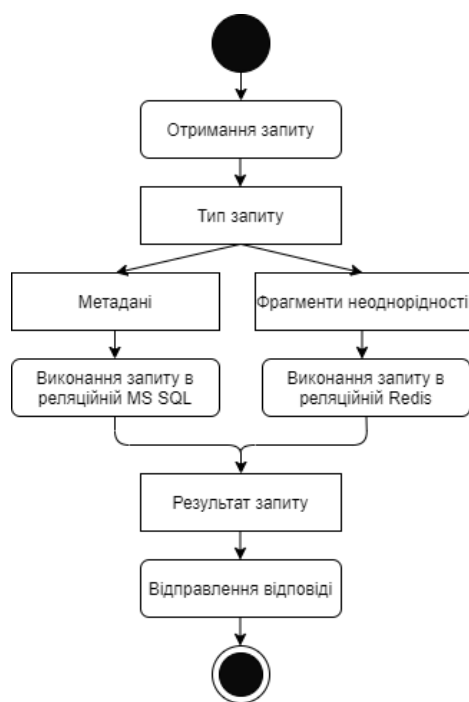 Отримання запиту
Тип запиту
Метадані
Фрагменти неоднорідності
Виконання запиту в
реляційній MS SQL
Виконання запиту в
реляційній Redis
Результат запиту
Відправлення відповіді